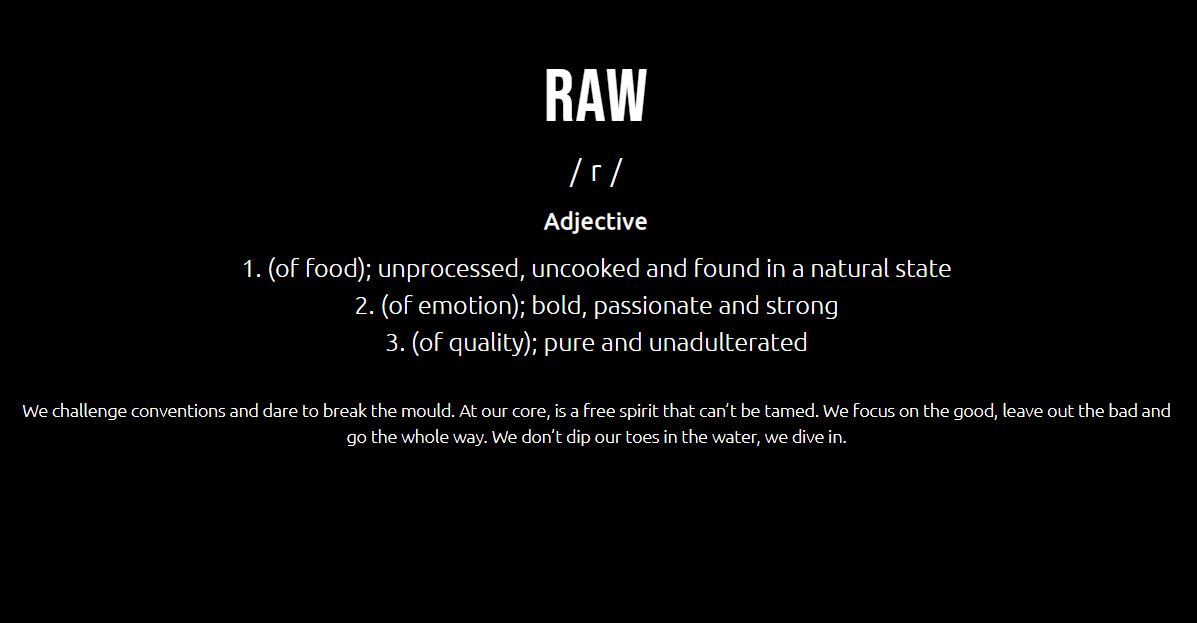 RAW
/ r /
Adjective
1. (of food); unprocessed, uncooked and found in a natural state
2. (of emotion); bold, passionate and strong
3. (of quality); pure and unadulterated
We challenge conventions and dare to break the mould. At our core, is a free spirit that can’t be tamed. We focus on the good, leave out the bad and
go the whole way. We don’t dip our toes in the water, we dive in.